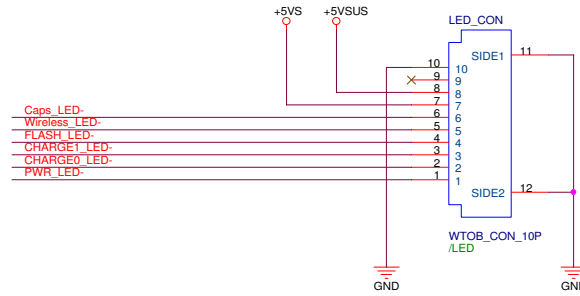 +5VS
+5VSUS
LED_CON
SIDE1
11
10
10
9
9
8
8
7
7
Caps_LED-
6
6
Wireless_LED-
5
5
FLASH_LED-
4
4
CHARGE1_LED-
3
3
CHARGE0_LED-
2
2
PWR_LED-
1
1
SIDE2
12
WTOB_CON_10P
/LED
GND
GND